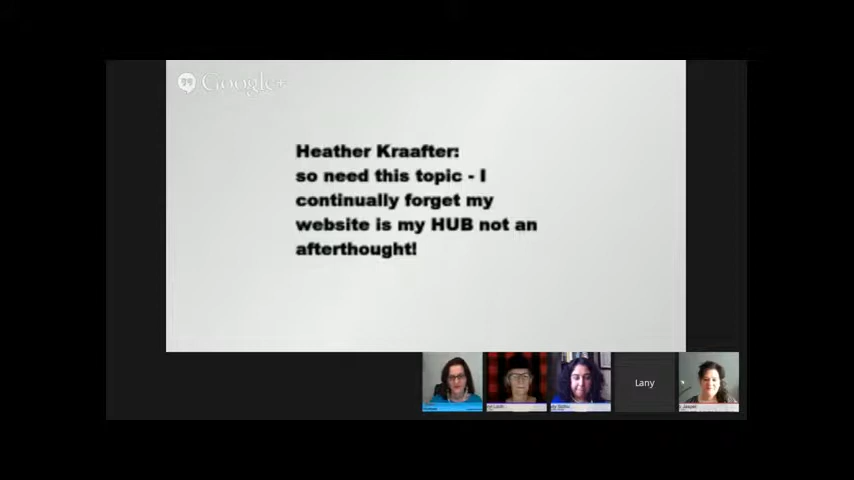 Google+
Heather Kraafter:
so need this topic - I
continually forget my
website is my HUB not an
afterthought!
Lany